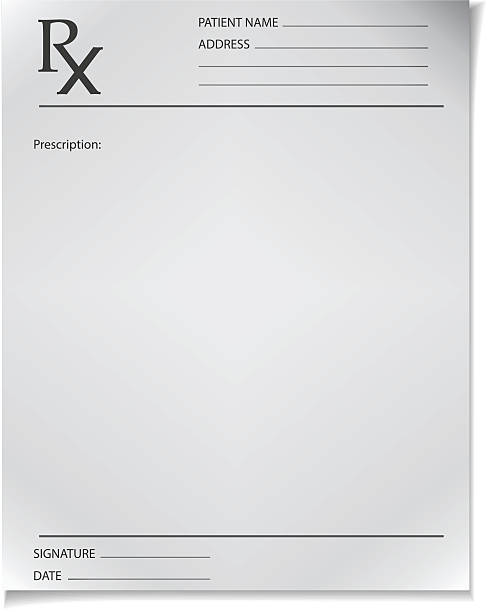 Rx
PATIENT NAME
ADDRESS
Prescription:
SIGNATURE
DATE